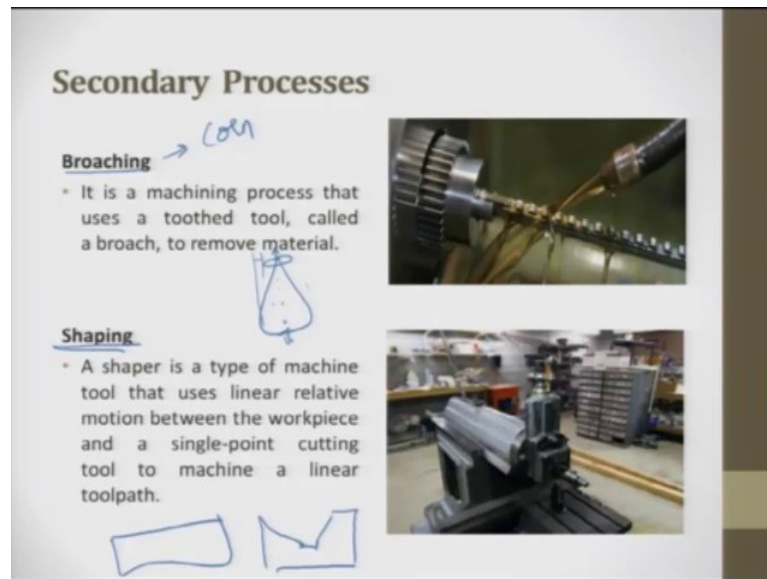 Secondary Processes
Broaching
• It is a machining process that
uses a toothed tool, called
a broach, to remove material.
Shaping
• A shaper is a type of machine
tool that uses linear relative
motion between the workpiece
and a single-point cutting
tool to machine a linear
toolpath.